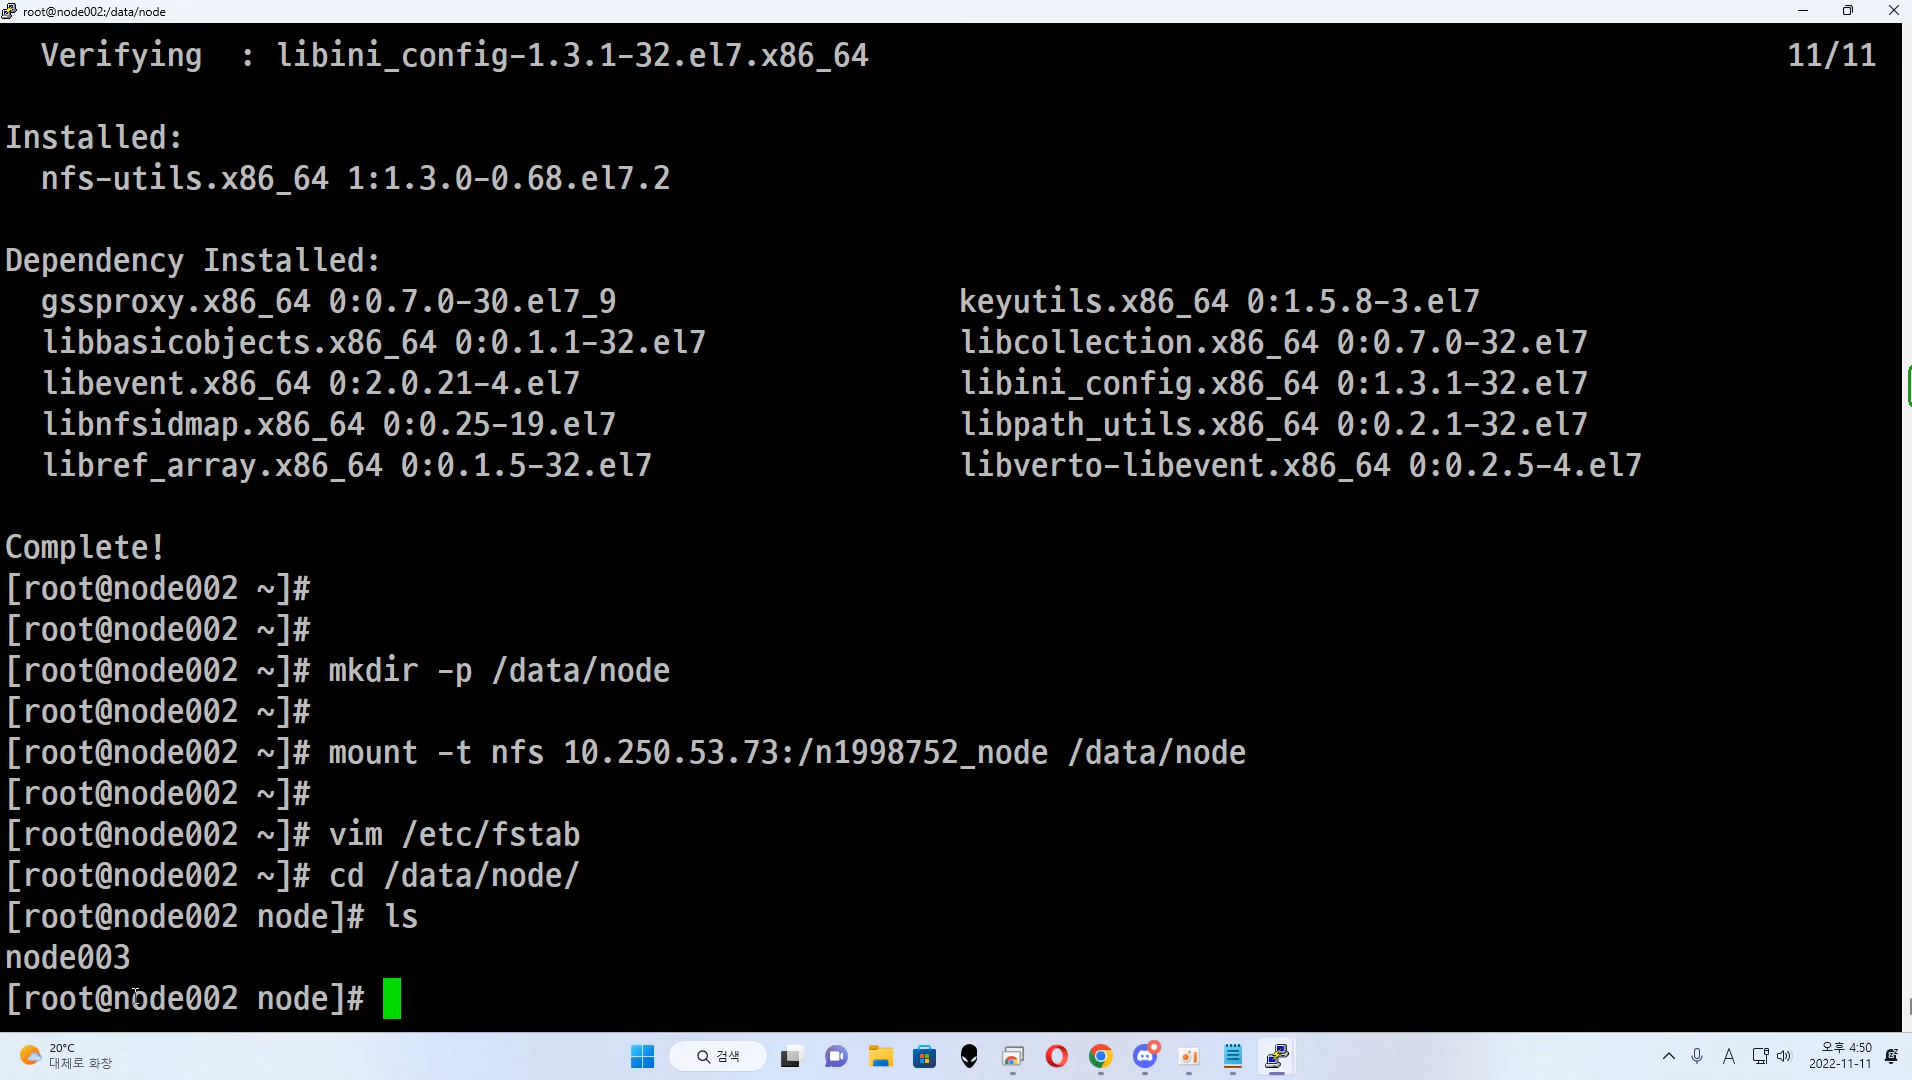 root@node002:/data/node
Verifying  : libini_config-1.3.1-32.el7.x86_64 11/11
Installed:
nfs-utils.x86_64 1:1.3.0-0.68.el7.2
Dependency Installed:
gssproxy.x86_64 0:0.7.0-30.el7_9 keyutils.x86_64 0:1.5.8-3.el7
libbasicobjects.x86_64 0:0.1.1-32.el7 libcollection.x86_64 0:0.7.0-32.el7
libevent.x86_64 0:2.0.21-4.el7 libini_config.x86_64 0:1.3.1-32.el7
libnfsidmap.x86_64 0:0.25-19.el7 libpath_utils.x86_64 0:0.2.1-32.el7
libref_array.x86_64 0:0.1.5-32.el7 libverto-libevent.x86_64 0:0.2.5-4.el7
Complete!
[root@node002 ~]#
[root@node002 ~]#
[root@node002 ~]# mkdir -p /data/node
[root@node002 ~]#
[root@node002 ~]# mount -t nfs 10.250.53.73:/n1998752_node /data/node
[root@node002 ~]#
[root@node002 ~]# vim /etc/fstab
[root@node002 ~]# cd /data/node/
[root@node002 node]# ls
node003
[root@node002 node]#
20°C
대체로 화창
검색
A
오후 4:50
2022-11-11